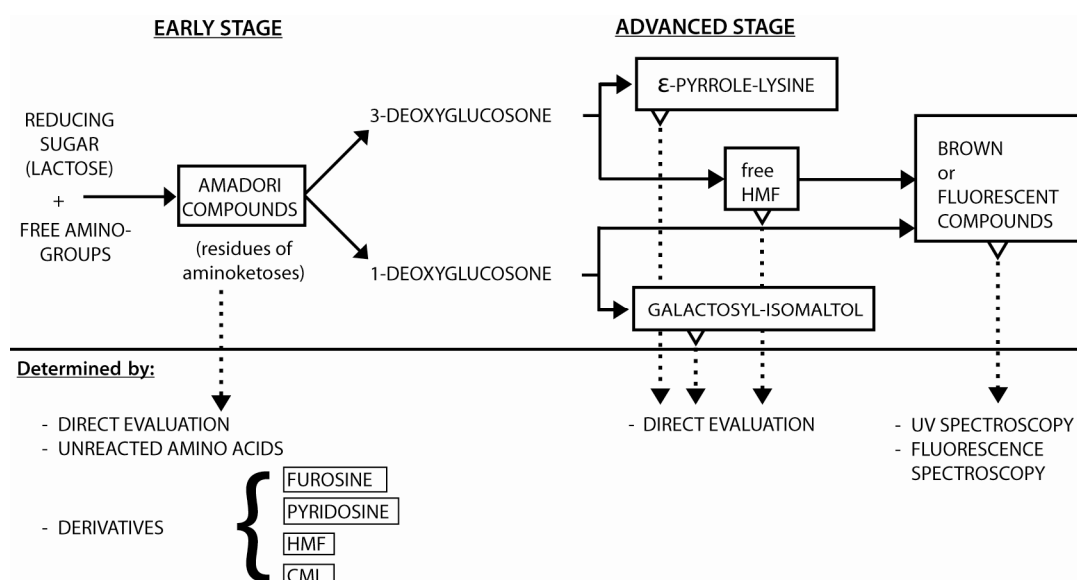 EARLY STAGE
ADVANCED STAGE
REDUCING
SUGAR
(LACTOSE)
+
FREE AMINO-
GROUPS
AMADORI
COMPOUNDS
(residues of
aminoketoses)
3-DEOXYGLUCOSONE
1-DEOXYGLUCOSONE
ε-PYRROLE-LYSINE
free
HMF
GALACTOSYL-ISOMALTOL
BROWN
or
FLUORESCENT
COMPOUNDS
Determined by:
- DIRECT EVALUATION
- UNREACTED AMINO ACIDS
- DERIVATIVES
FUROSINE
PYRIDOSINE
HMF
CML
- DIRECT EVALUATION
- UV SPECTROSCOPY
- FLUORESCENCE
SPECTROSCOPY